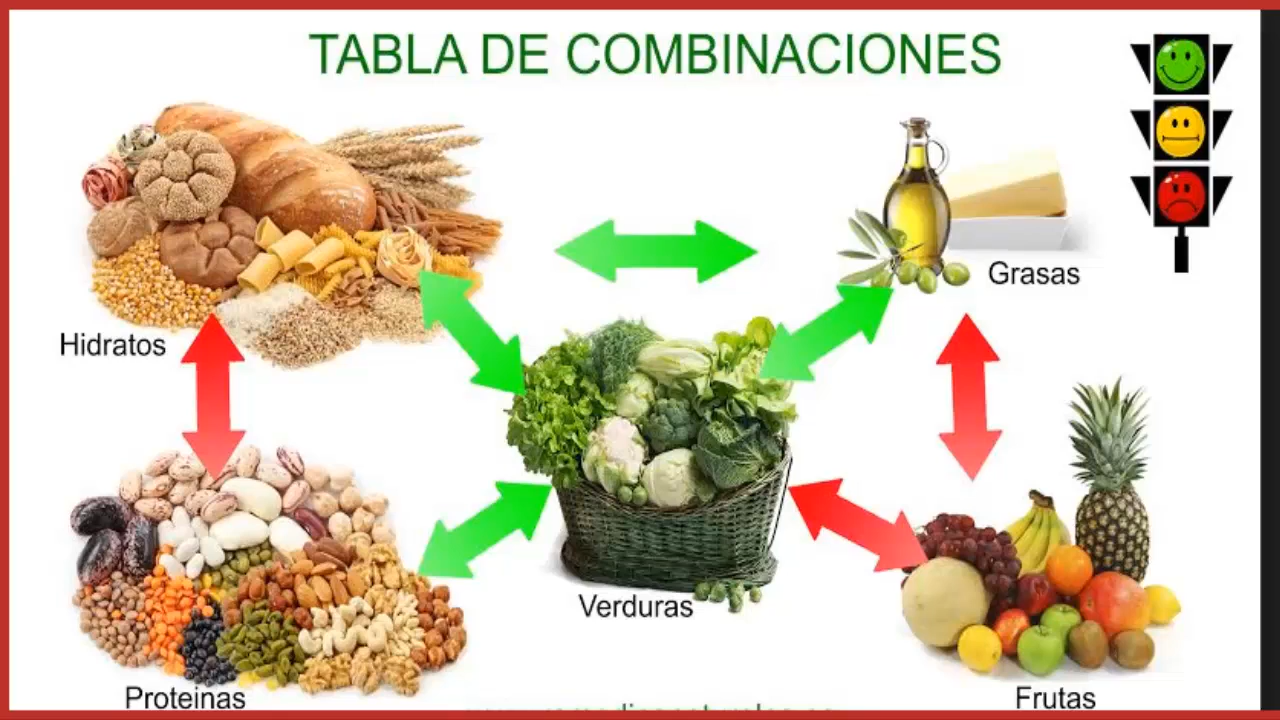 TABLA DE COMBINACIONES
Grasas
Hidratos
Verduras
Proteinas
Frutas